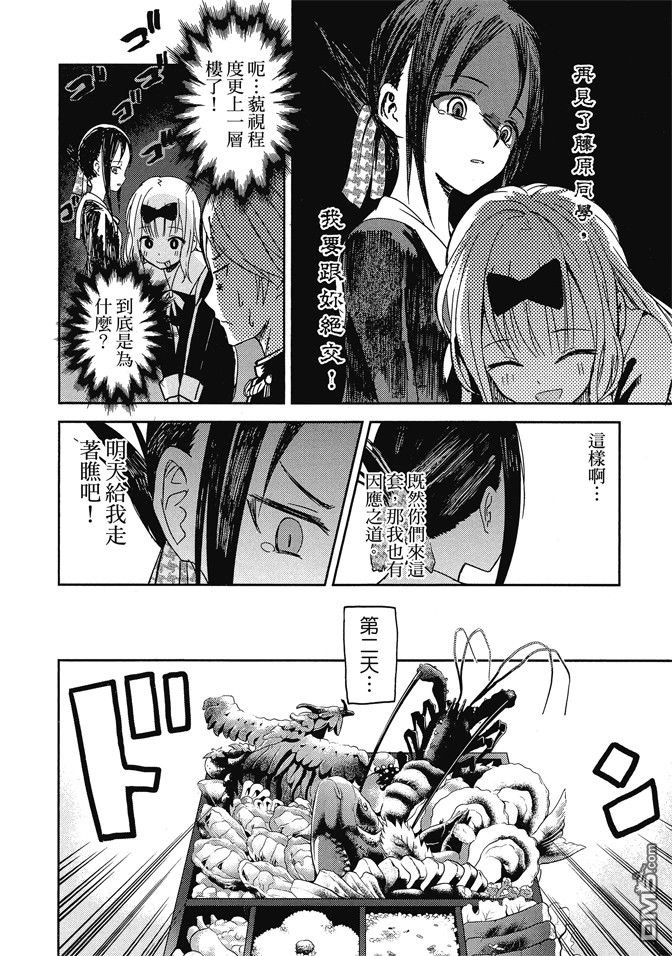 再見了藤原同學，
我要跟妳絕交！
呃…藐視程
度更上一層
樓了！
到底是為
什麼？
這樣啊…
既然你們來這
套，那我也有
因應之道。
明天給我走
著瞧吧！
第二天…
ドン
ゴゴゴ
DM5.com